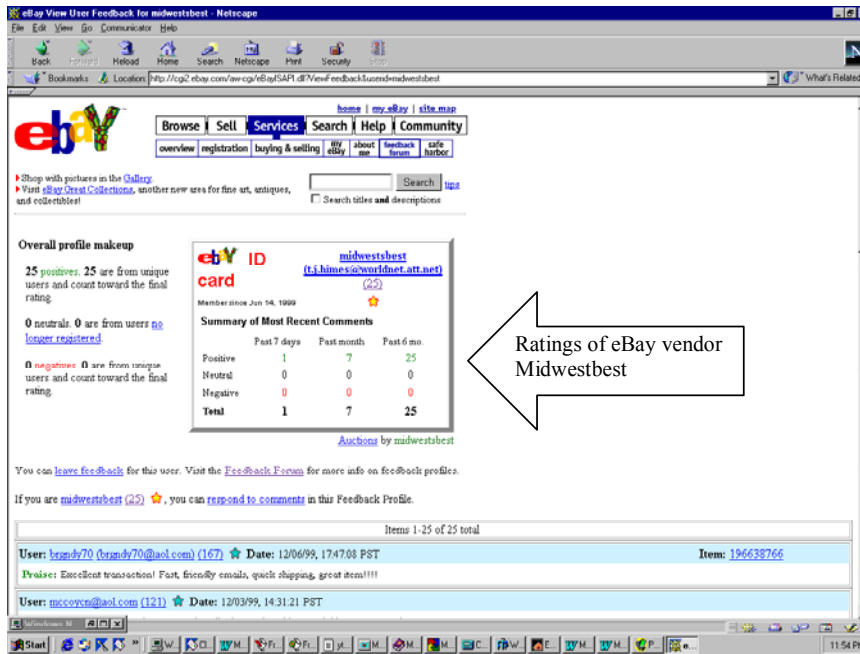 eBay View User Feedback for midwestsbest - Netscape
File Edit View Go Communicator Help
Back Forward Reload Home Search Netscape Print Security Stop
Bookmarks Location: http://cgi2.ebay.com/aw-cgi/eBayISAPI.dll?ViewFeedback&userid=midwestsbest What's Related
home | my eBay | site map
ebay
Browse Sell Services Search Help Community
overview registration buying & selling my eBay about me feedback forum safe harbor
Shop with pictures in the Gallery.
Visit eBay Great Collections, another new area for fine art, antiques, and collectibles!
Search tips
Search titles and descriptions
Overall profile makeup
25 positives. 25 are from unique
users and count toward the final
rating.
0 neutrals. 0 are from users no
longer registered.
0 negatives. 0 are from unique
users and count toward the final
rating.
ebay ID card
midwestsbest
(t.j.himes@worldnet.att.net)
(25)
Member since Jun 14, 1999
Summary of Most Recent Comments
Past 7 days Past month Past 6 mo.
Positive 1 7 25
Neutral 0 0 0
Negative 0 0 0
Total 1 7 25
Auctions by midwestsbest
Ratings of eBay vendor
Midwestbest
You can leave feedback for this user. Visit the Feedback Forum for more info on feedback profiles.
If you are midwestsbest (25), you can respond to comments in this Feedback Profile.
Items 1-25 of 25 total
User: brgndy70 (brgndy70@aol.com) (167) Date: 12/06/99, 17:47:08 PST Item: 196638766
Praise: Excellent transaction! Fast, friendly emails, quick shipping, great item!!!!
User: mccoycn@aol.com (121) Date: 12/03/99, 14:31:21 PST
Start 11:54 PM